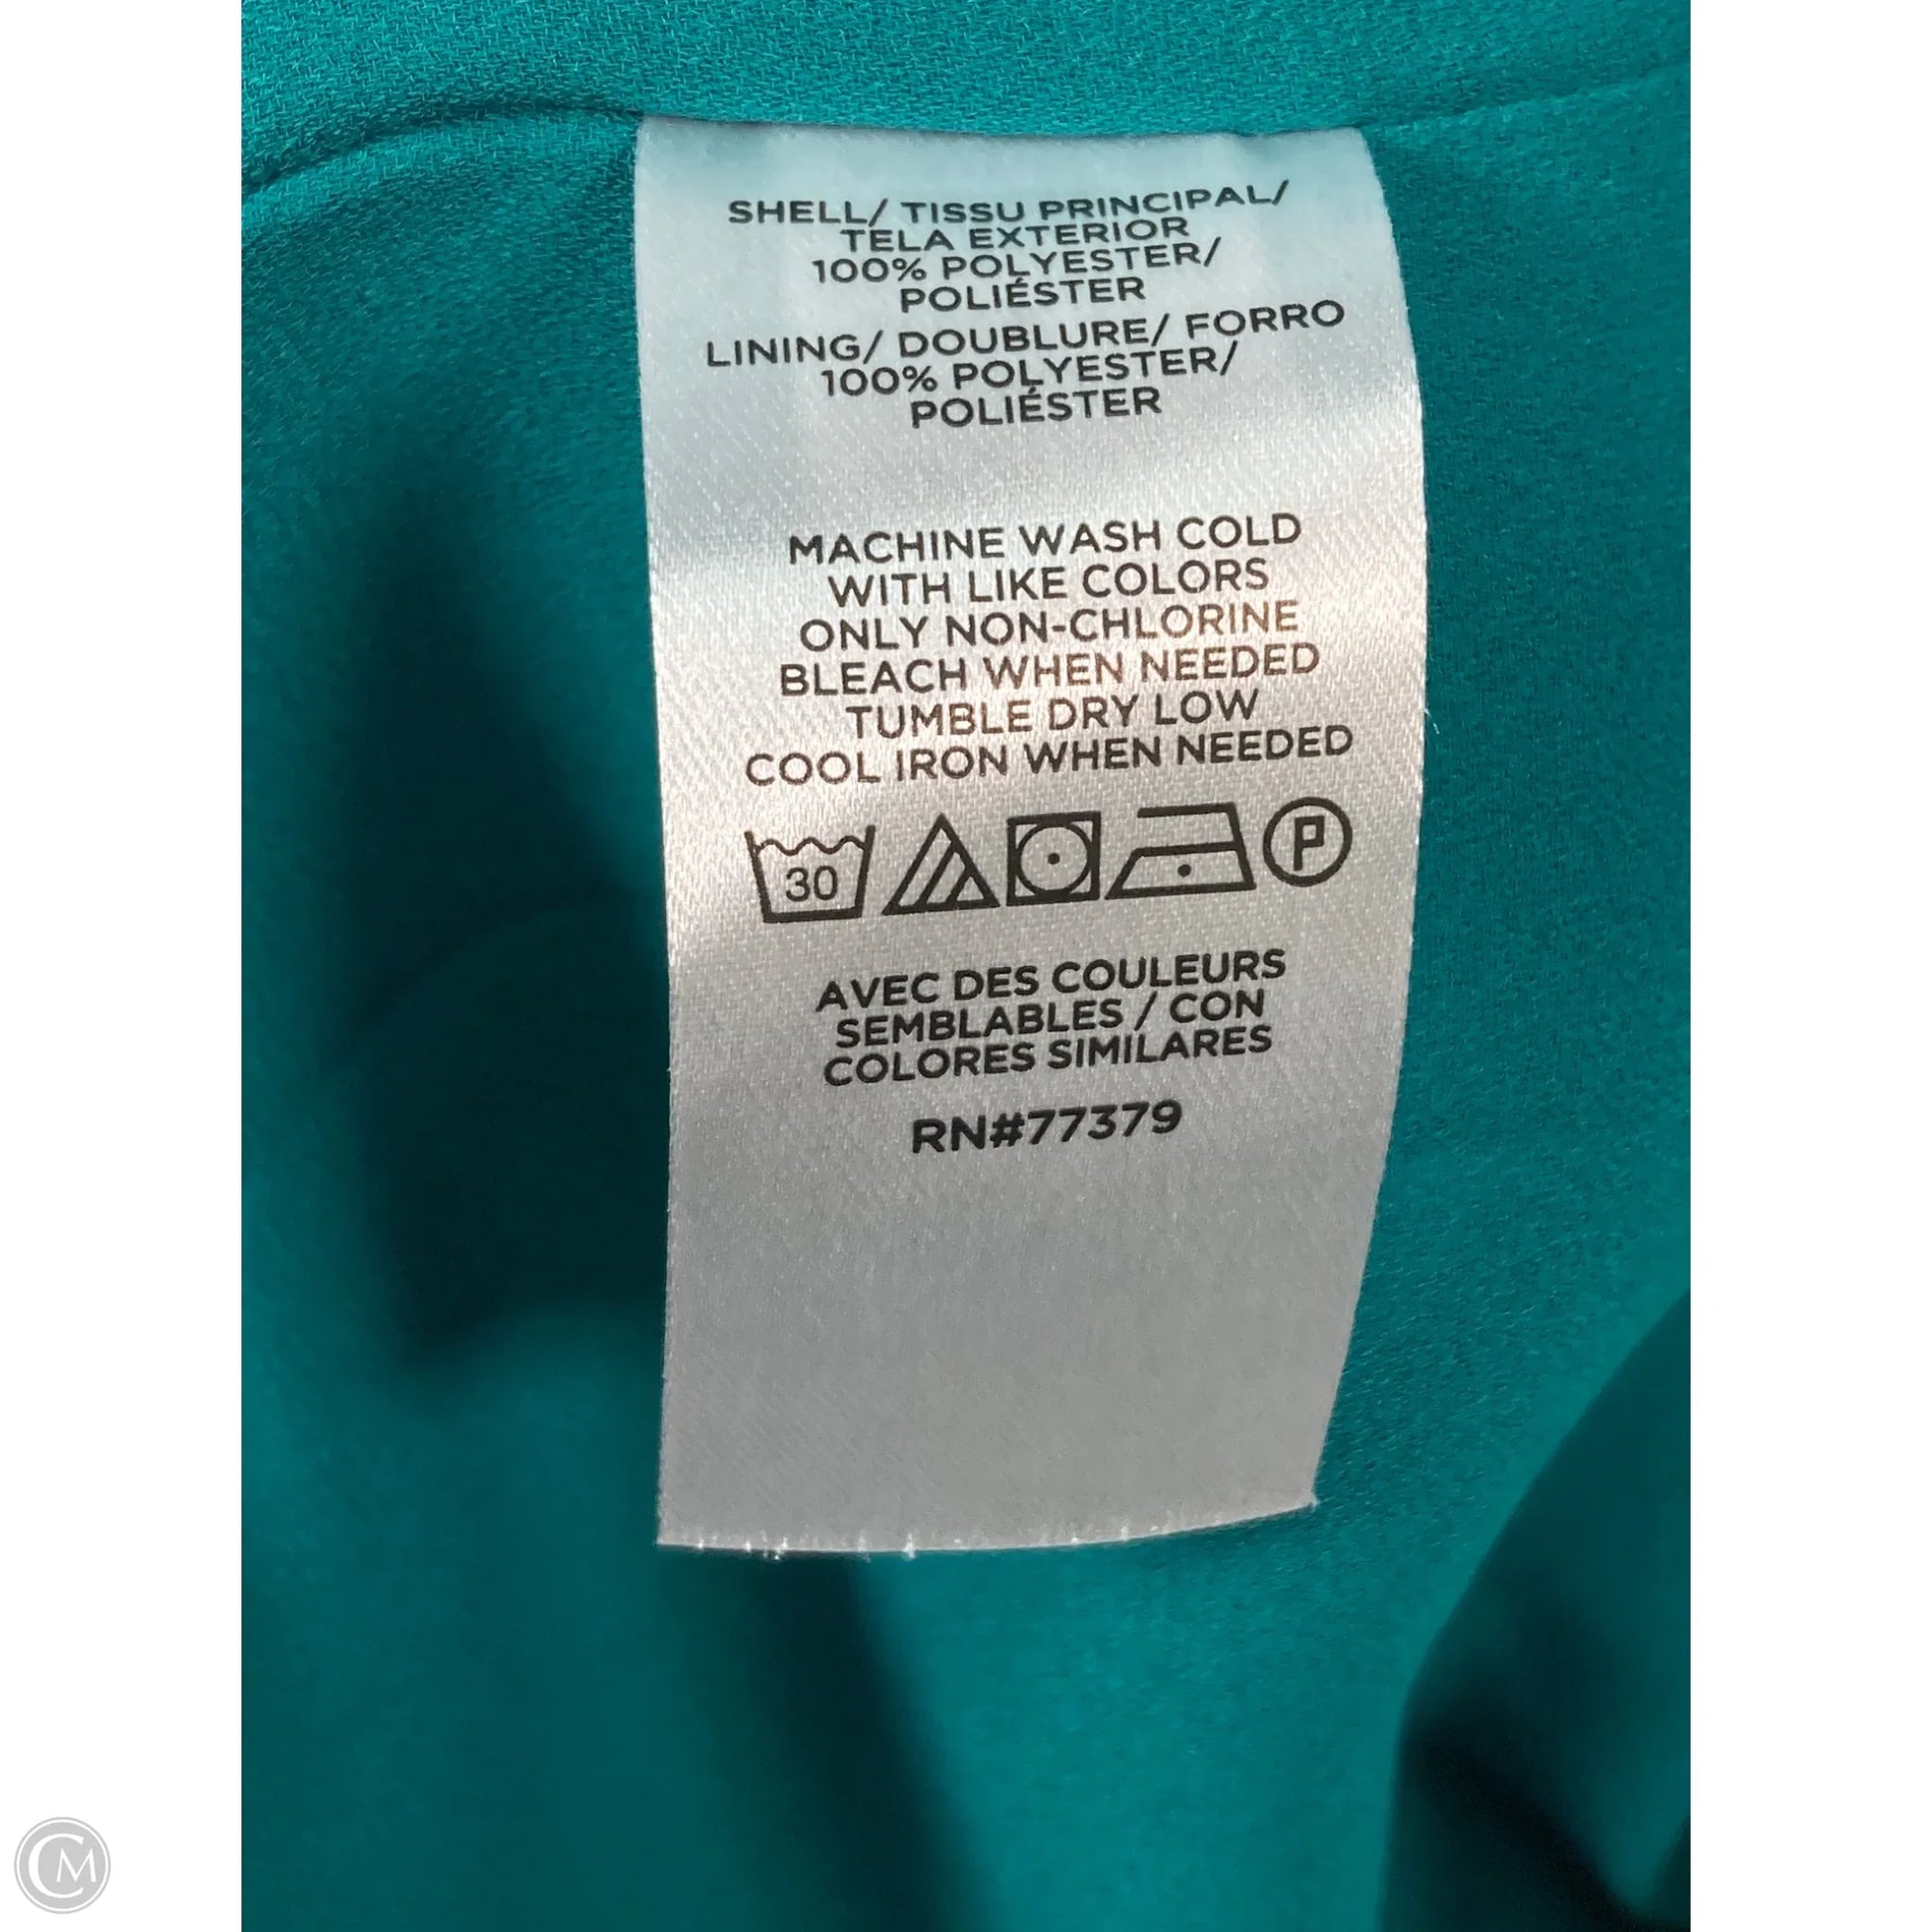 SHELL/ TISSU PRINCIPAL/
TELA EXTERIOR
100% POLYESTER/
POLIÉSTER
LINING/ DOUBLURE/ FORRO
100% POLYESTER/
POLIÉSTER
MACHINE WASH COLD
WITH LIKE COLORS
ONLY NON-CHLORINE
BLEACH WHEN NEEDED
TUMBLE DRY LOW
COOL IRON WHEN NEEDED
30 P
AVEC DES COULEURS
SEMBLABLES / CON
COLORES SIMILARES
RN#77379
CM